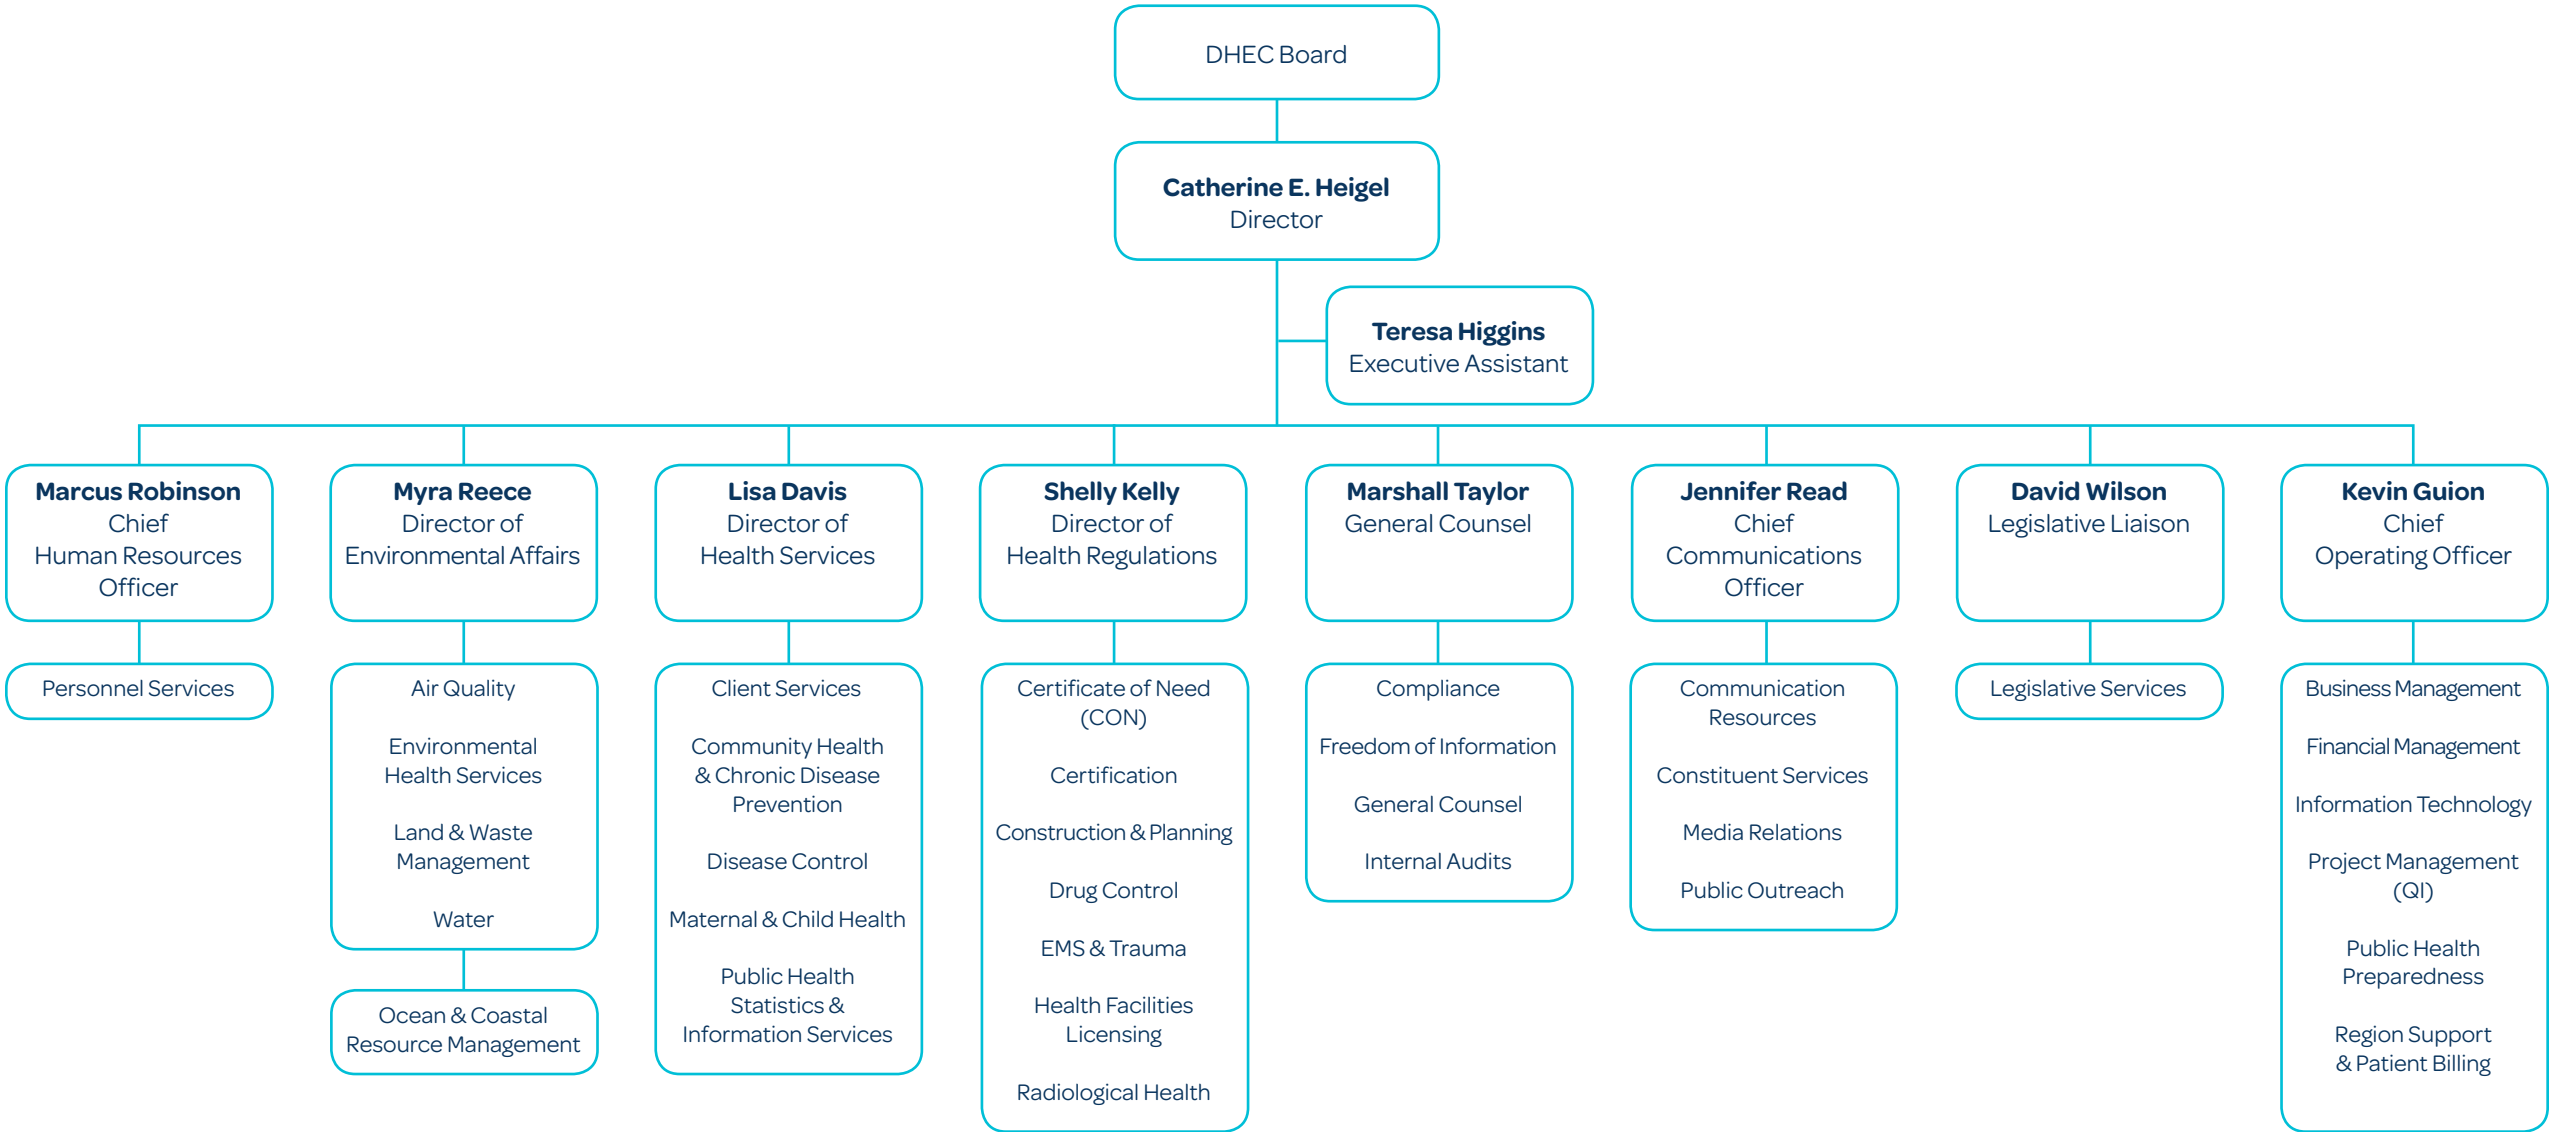 DHEC Board
Catherine E. Heigel
Director
Teresa Higgins
Executive Assistant
Marcus Robinson
Chief
Human Resources
Officer
Personnel Services
Myra Reece
Director of
Environmental Affairs
Air Quality
Environmental
Health Services
Land & Waste
Management
Water
Ocean & Coastal
Resource Management
Lisa Davis
Director of
Health Services
Client Services
Community Health
& Chronic Disease
Prevention
Disease Control
Maternal & Child Health
Public Health
Statistics &
Information Services
Shelly Kelly
Director of
Health Regulations
Certificate of Need
(CON)
Certification
Construction & Planning
Drug Control
EMS & Trauma
Health Facilities
Licensing
Radiological Health
Marshall Taylor
General Counsel
Compliance
Freedom of Information
General Counsel
Internal Audits
Jennifer Read
Chief
Communications
Officer
Communication
Resources
Constituent Services
Media Relations
Public Outreach
David Wilson
Legislative Liaison
Legislative Services
Kevin Guion
Chief
Operating Officer
Business Management
Financial Management
Information Technology
Project Management
(QI)
Public Health
Preparedness
Region Support
& Patient Billing